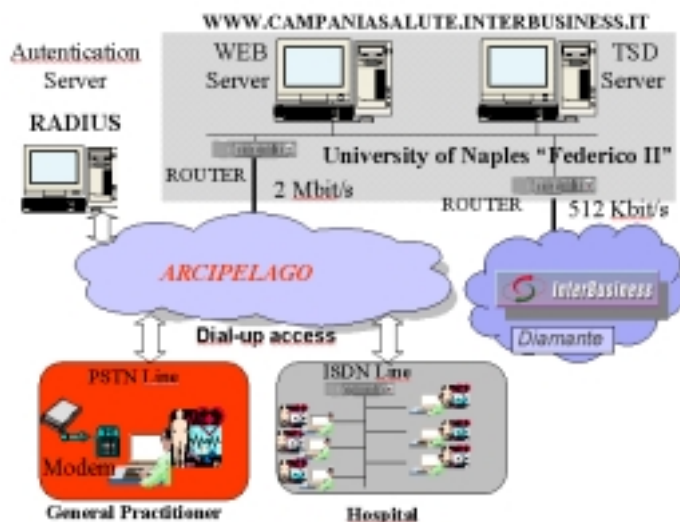 WWW.CAMPANIASALUTE.INTERBUSINESS.IT
Autentication
Server
RADIUS
WEB
Server
TSD
Server
University of Naples "Federico II"
ROUTER
2 Mbit/s
ROUTER
512 Kbit/s
ARCIPELAGO
InterBusiness
Diamante
Dial-up access
PSTN Line
Modem
General Practitioner
ISDN Line
Hospital